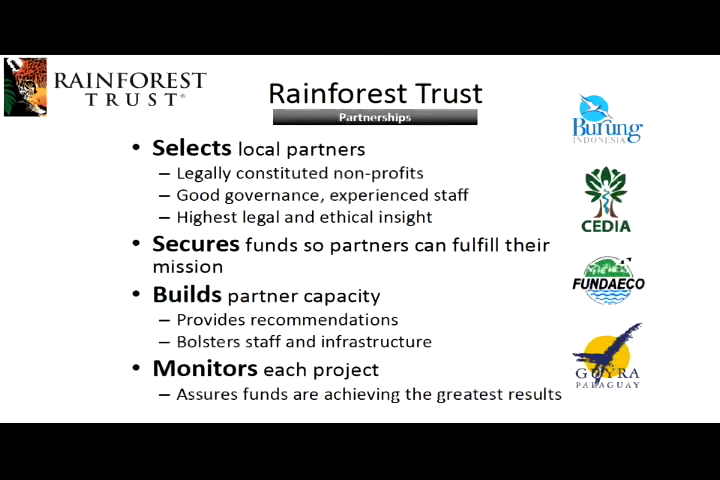 RAINFOREST
TRUST®
Rainforest Trust
Partnerships
• Selects local partners
– Legally constituted non-profits
– Good governance, experienced staff
– Highest legal and ethical insight
• Secures funds so partners can fulfill their
mission
• Builds partner capacity
– Provides recommendations
– Bolsters staff and infrastructure
• Monitors each project
– Assures funds are achieving the greatest results
Burung
INDONESIA
CEDIA
FUNDAECO
GUYRA
PARAGUAY